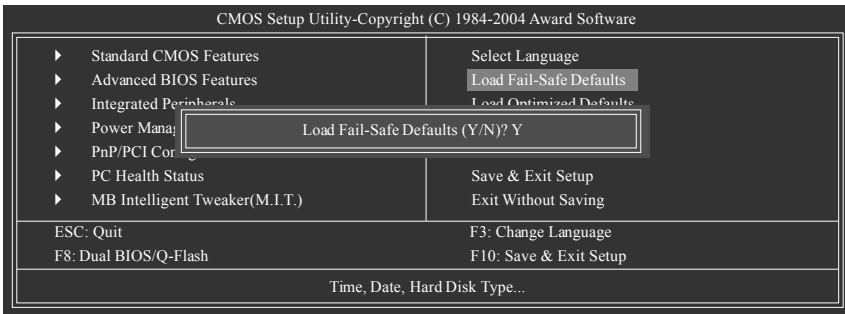 CMOS Setup Utility-Copyright (C) 1984-2004 Award Software
Standard CMOS Features
Advanced BIOS Features
Integrated Peripherals
Power
PnP/PCI
PC Health Status
MB Intelligent Tweaker(M.I.T.)
Select Language
Load Fail-Safe Defaults
Load Optimized Defaults
Save & Exit Setup
Exit Without Saving
Load Fail-Safe Defaults (Y/N)? Y
ESC: Quit
F3: Change Language
F8: Dual BIOS/Q-Flash
F10: Save & Exit Setup
Time, Date, Hard Disk Type...